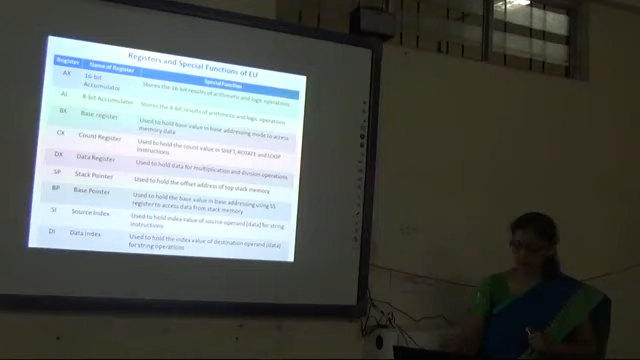 Registers and Special Functions of EU
Register Name of Register Special Function
AX 16-bit Accumulator Stores the 16-bit results of arithmetic and logic operations
AL 8-bit Accumulator Stores the 8-bit results of arithmetic and logic operations
BX Base register Used to hold base value in base addressing mode to access memory data
CX Count Register Used to hold the count value in SHIFT, ROTATE and LOOP instructions
DX Data Register Used to hold data for multiplication and division operations
SP Stack Pointer Used to hold the offset address of top stack memory
BP Base Pointer Used to hold the base value in base addressing using SS register to access data from stack memory
SI Source Index Used to hold index value of source operand (data) for string instructions
DI Data Index Used to hold the index value of destination operand (data) for string operations